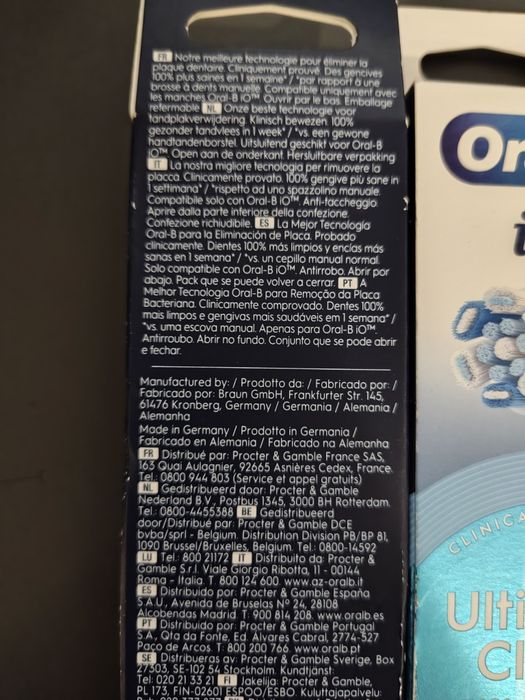 FR Notre meilleure technologie pour éliminer la
plaque dentaire. Cliniquement prouvé. Des gencives
100% plus saines en 1 semaine* / *par rapport à une
brosse à dents manuelle. Compatible uniquement avec
les manches Oral-B iO™. Ouvrir par le bas. Emballage
refermable NL Onze beste technologie voor
tandplakverwijdering. Klinisch bewezen. 100%
gezonder tandvlees in 1 week* / *vs. een gewone
handtandenborstel. Uitsluitend geschikt voor Oral-B
iO™. Open aan de onderkant. Hersluitbare verpakking
IT La nostra migliore tecnologia per rimuovere la
placca. Clinicamente provata. 100% gengive più sane in
1 settimana* / *rispetto ad uno spazzolino manuale.
Compatibile solo con Oral-B iO™. Anti-taccheggio.
Aprire dalla parte inferiore della confezione.
Confezione richiudibile. ES La Mejor Tecnología
Oral-B para la Eliminación de Placa. Probado
clínicamente. Dientes 100% más limpios y encías más
sanas en 1 semana* / *vs. un cepillo manual normal.
Solo compatible con Oral-B iO™. Antirrobo. Abrir por
abajo. Pack que se puede volver a cerrar. PT A
Melhor Tecnologia Oral-B para Remoção da Placa
Bacteriana. Clinicamente comprovado. Dentes 100%
mais limpos e gengivas mais saudáveis em 1 semana* /
*vs. uma escova manual. Apenas para Oral-B iO™.
Antirroubo. Abrir no fundo. Conjunto que se pode abrir
e fechar.
Manufactured by: / Prodotto da: / Fabricado por: /
Fabricado por: Braun GmbH, Frankfurter Str. 145,
61476 Kronberg, Germany / Germania / Alemania /
Alemanha
Made in Germany / Prodotto in Germania /
Fabricado en Alemania / Fabricado na Alemanha
FR Distribué par: Procter & Gamble France SAS,
163 Quai Aulagnier, 92665 Asnières Cedex, France.
Tel.: 0800 944 803 (Service et appel gratuits)
NL Gedistribueerd door: Procter & Gamble
Nederland B.V., Postbus 1345, 3000 BH Rotterdam.
Tel.: 0800-4455388 BE Gedistribueerd
door/Distribué par: Procter & Gamble DCE
bvba/sprl - Belgium. Distribution Division PB/BP 81,
1090 Brussel/Bruxelles, Belgium. Tel.: 0800-14592
LU Tel.: 800 21172 IT Distribuito da: Procter &
Gamble S.r.l. Viale Giorgio Ribotta, 11 - 00144
Roma - Italia. T. 800 124 600. www.az-oralb.it
ES Distribuido por: Procter & Gamble España
S.A.U., Avenida de Bruselas Nº 24, 28108
Alcobendas Madrid. T: 900 814 208. www.oralb.es
PT Distribuido por: Procter & Gamble Portugal
S.A., Qta da Fonte, Ed. Álvares Cabral, 2774-527
Paço de Arcos. T: 800 200 766. www.oralb.pt
SE Distribueras av: Procter & Gamble Sverige, Box
27303, SE-102 54 Stockholm. Kundtjänst:
Tel: 020 21 33 21 FI Jakelija: Procter & Gamble,
PL 173, FIN-02601 ESPOO/ESBO. Kuluttajapalvelu:
Ora
CLINICA
Ulti
Cl